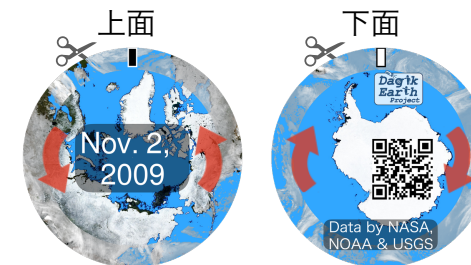 上面
下面
Nov. 2,
2009
Dagik
Earth
Project
Data by NASA,
NOAA & USGS